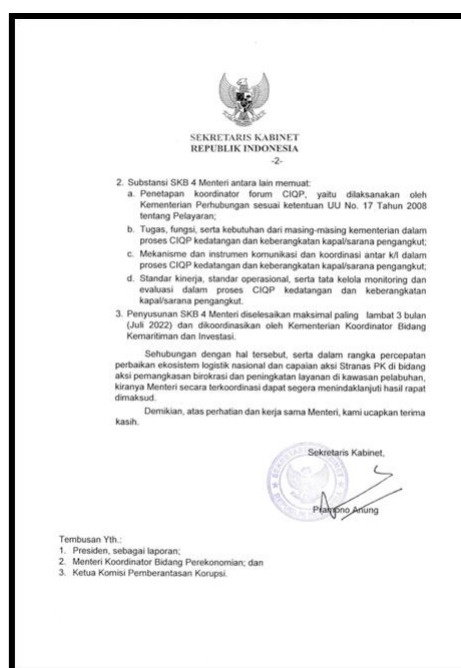 SEKRETARIS KABINET
REPUBLIK INDONESIA
-2-
2. Substansi SKB 4 Menteri antara lain memuat:
a. Penetapan koordinator forum CIQP, yaitu dilaksanakan oleh
Kementerian Perhubungan sesuai ketentuan UU No. 17 Tahun 2008
tentang Pelayaran;
b. Tugas, fungsi, serta kebutuhan dari masing-masing kementerian dalam
proses CIQP kedatangan dan keberangkatan kapal/sarana pengangkut;
c. Mekanisme dan instrumen komunikasi dan koordinasi antar k/l dalam
proses CIQP kedatangan dan keberangkatan kapal/sarana pengangkut;
d. Standar kinerja, standar operasional, serta tata kelola monitoring dan
evaluasi dalam proses CIQP kedatangan dan keberangkatan
kapal/sarana pengangkut.
3. Penyusunan SKB 4 Menteri diselesaikan maksimal paling lambat 3 bulan
(Juli 2022) dan dikoordinasikan oleh Kementerian Koordinator Bidang
Kemaritiman dan Investasi.
Sehubungan dengan hal tersebut, serta dalam rangka percepatan
perbaikan ekosistem logistik nasional dan capaian aksi Stranas PK di bidang
aksi pemangkasan birokrasi dan peningkatan layanan di kawasan pelabuhan,
kiranya Menteri secara terkoordinasi dapat segera menindaklanjuti hasil rapat
dimaksud.
Demikian, atas perhatian dan kerja sama Menteri, kami ucapkan terima
kasih.
Sekretaris Kabinet,
Pramono Anung
Tembusan Yth.:
1. Presiden, sebagai laporan;
2. Menteri Koordinator Bidang Perekonomian; dan
3. Ketua Komisi Pemberantasan Korupsi.